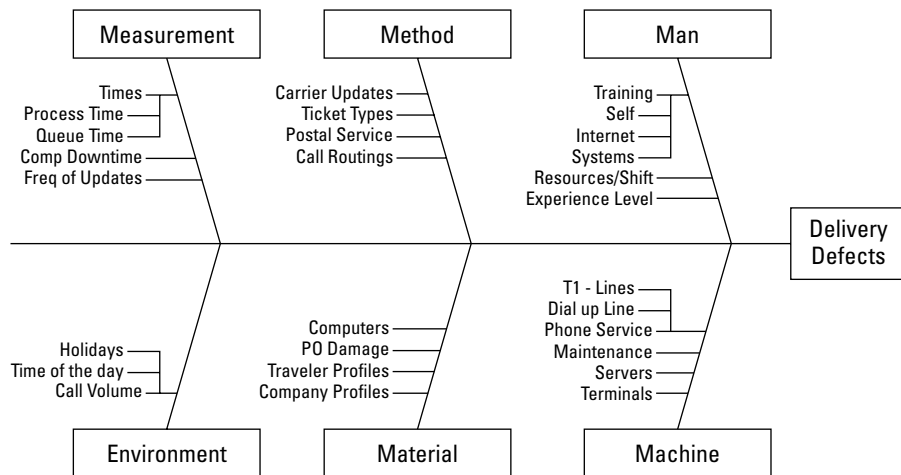 Measurement
Method
Man
Times
Process Time
Queue Time
Comp Downtime
Freq of Updates
Carrier Updates
Ticket Types
Postal Service
Call Routings
Training
Self
Internet
Systems
Resources/Shift
Experience Level
Delivery
Defects
Holidays
Time of the day
Call Volume
Computers
PO Damage
Traveler Profiles
Company Profiles
T1 - Lines
Dial up Line
Phone Service
Maintenance
Servers
Terminals
Environment
Material
Machine